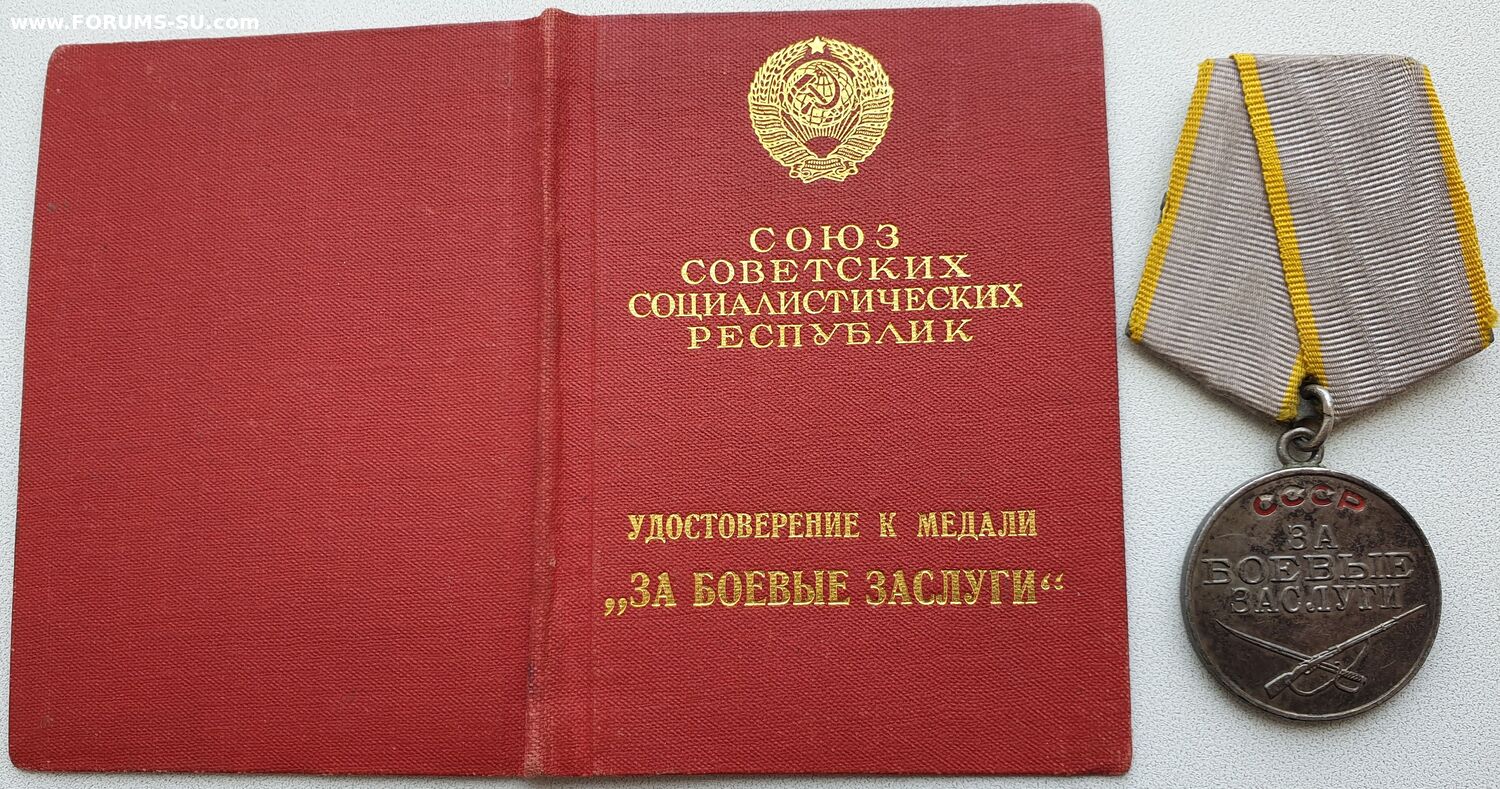 www.FORUMS-SU.com
СОЮЗ
СОВЕТСКИХ
СОЦИАЛИСТИЧЕСКИХ
РЕСПУБЛИК
УДОСТОВЕРЕНИЕ К МЕДАЛИ
„ЗА БОЕВЫЕ ЗАСЛУГИ“
СССР
ЗА
БОЕВЫЕ
ЗАСЛУГИ